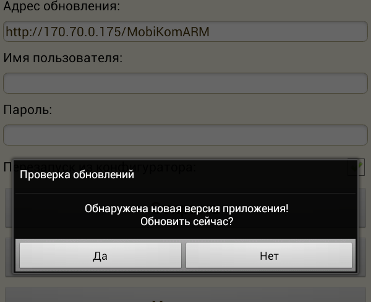 Адрес обновления:
http://170.70.0.175/MobiKomARM
Имя пользователя:
Пароль:
конфигуратора
Проверка обновлений
Обнаружена новая версия приложения!
Обновить сейчас?
Да
Нет